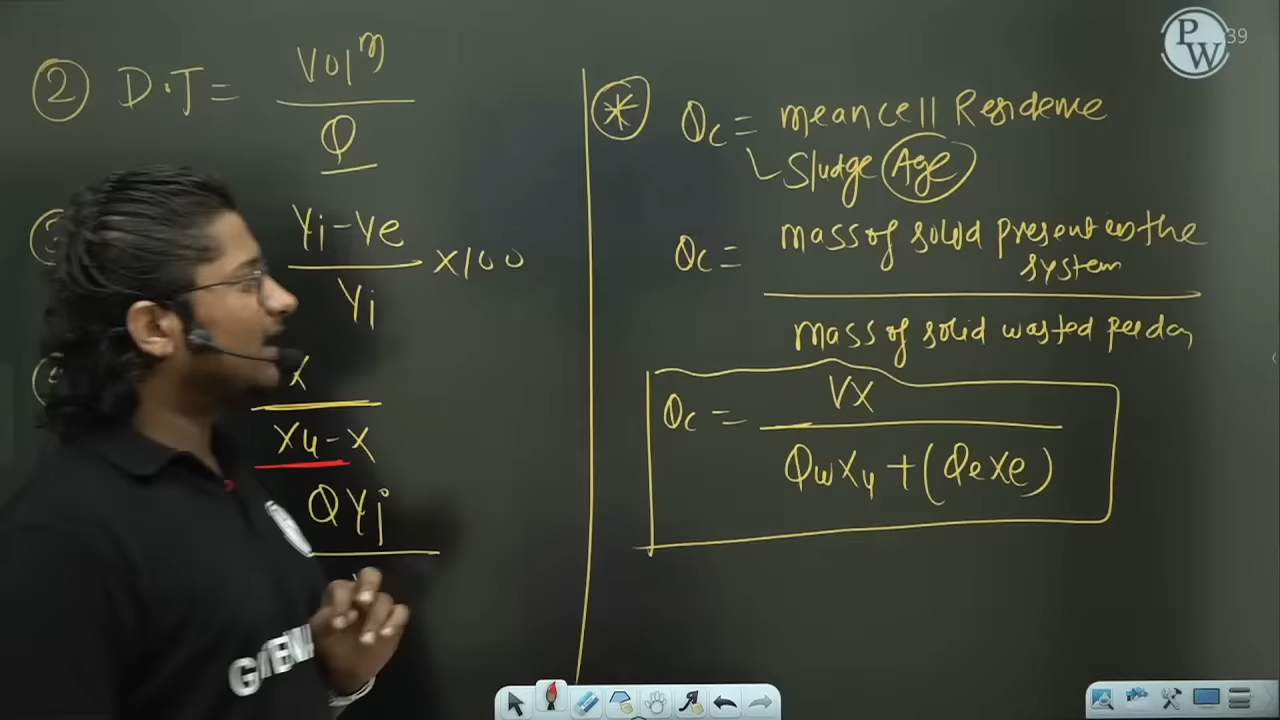 ② D.T = Vol^m / Q
Yi-Ye / Yi ×100
X / Xu-X
QYi
* θc = mean cell Residence
Sludge Age
θc = mass of solid present in the system / mass of solid wasted per day
θc = VX / QwXu + (QeXe)
PW
39